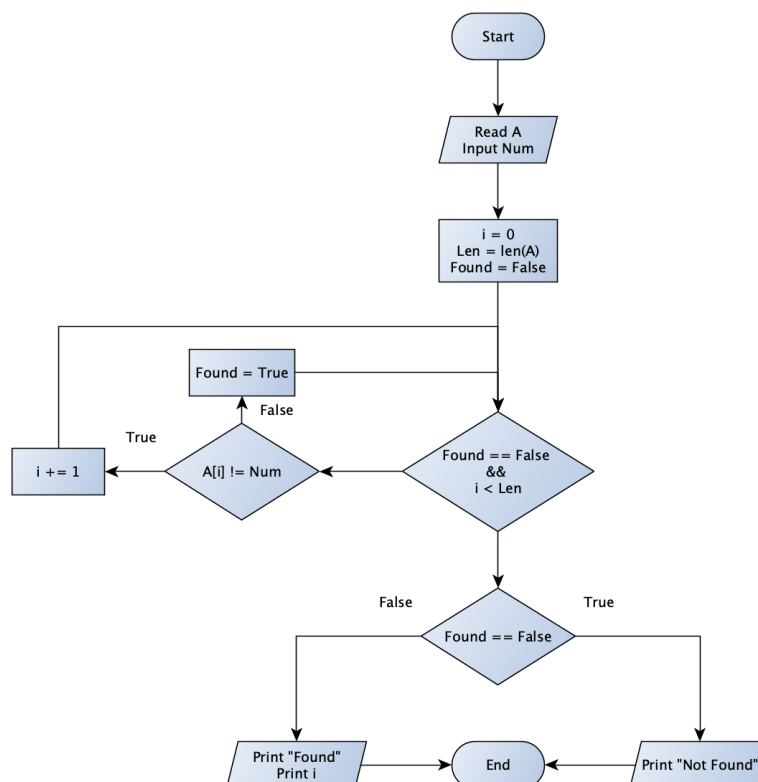 Start
Read A
Input Num
i = 0
Len = len(A)
Found = False
Found = True
False
True
i += 1
A[i] != Num
Found == False
&&
i < Len
False
True
Found == False
Print "Found"
Print i
End
Print "Not Found"